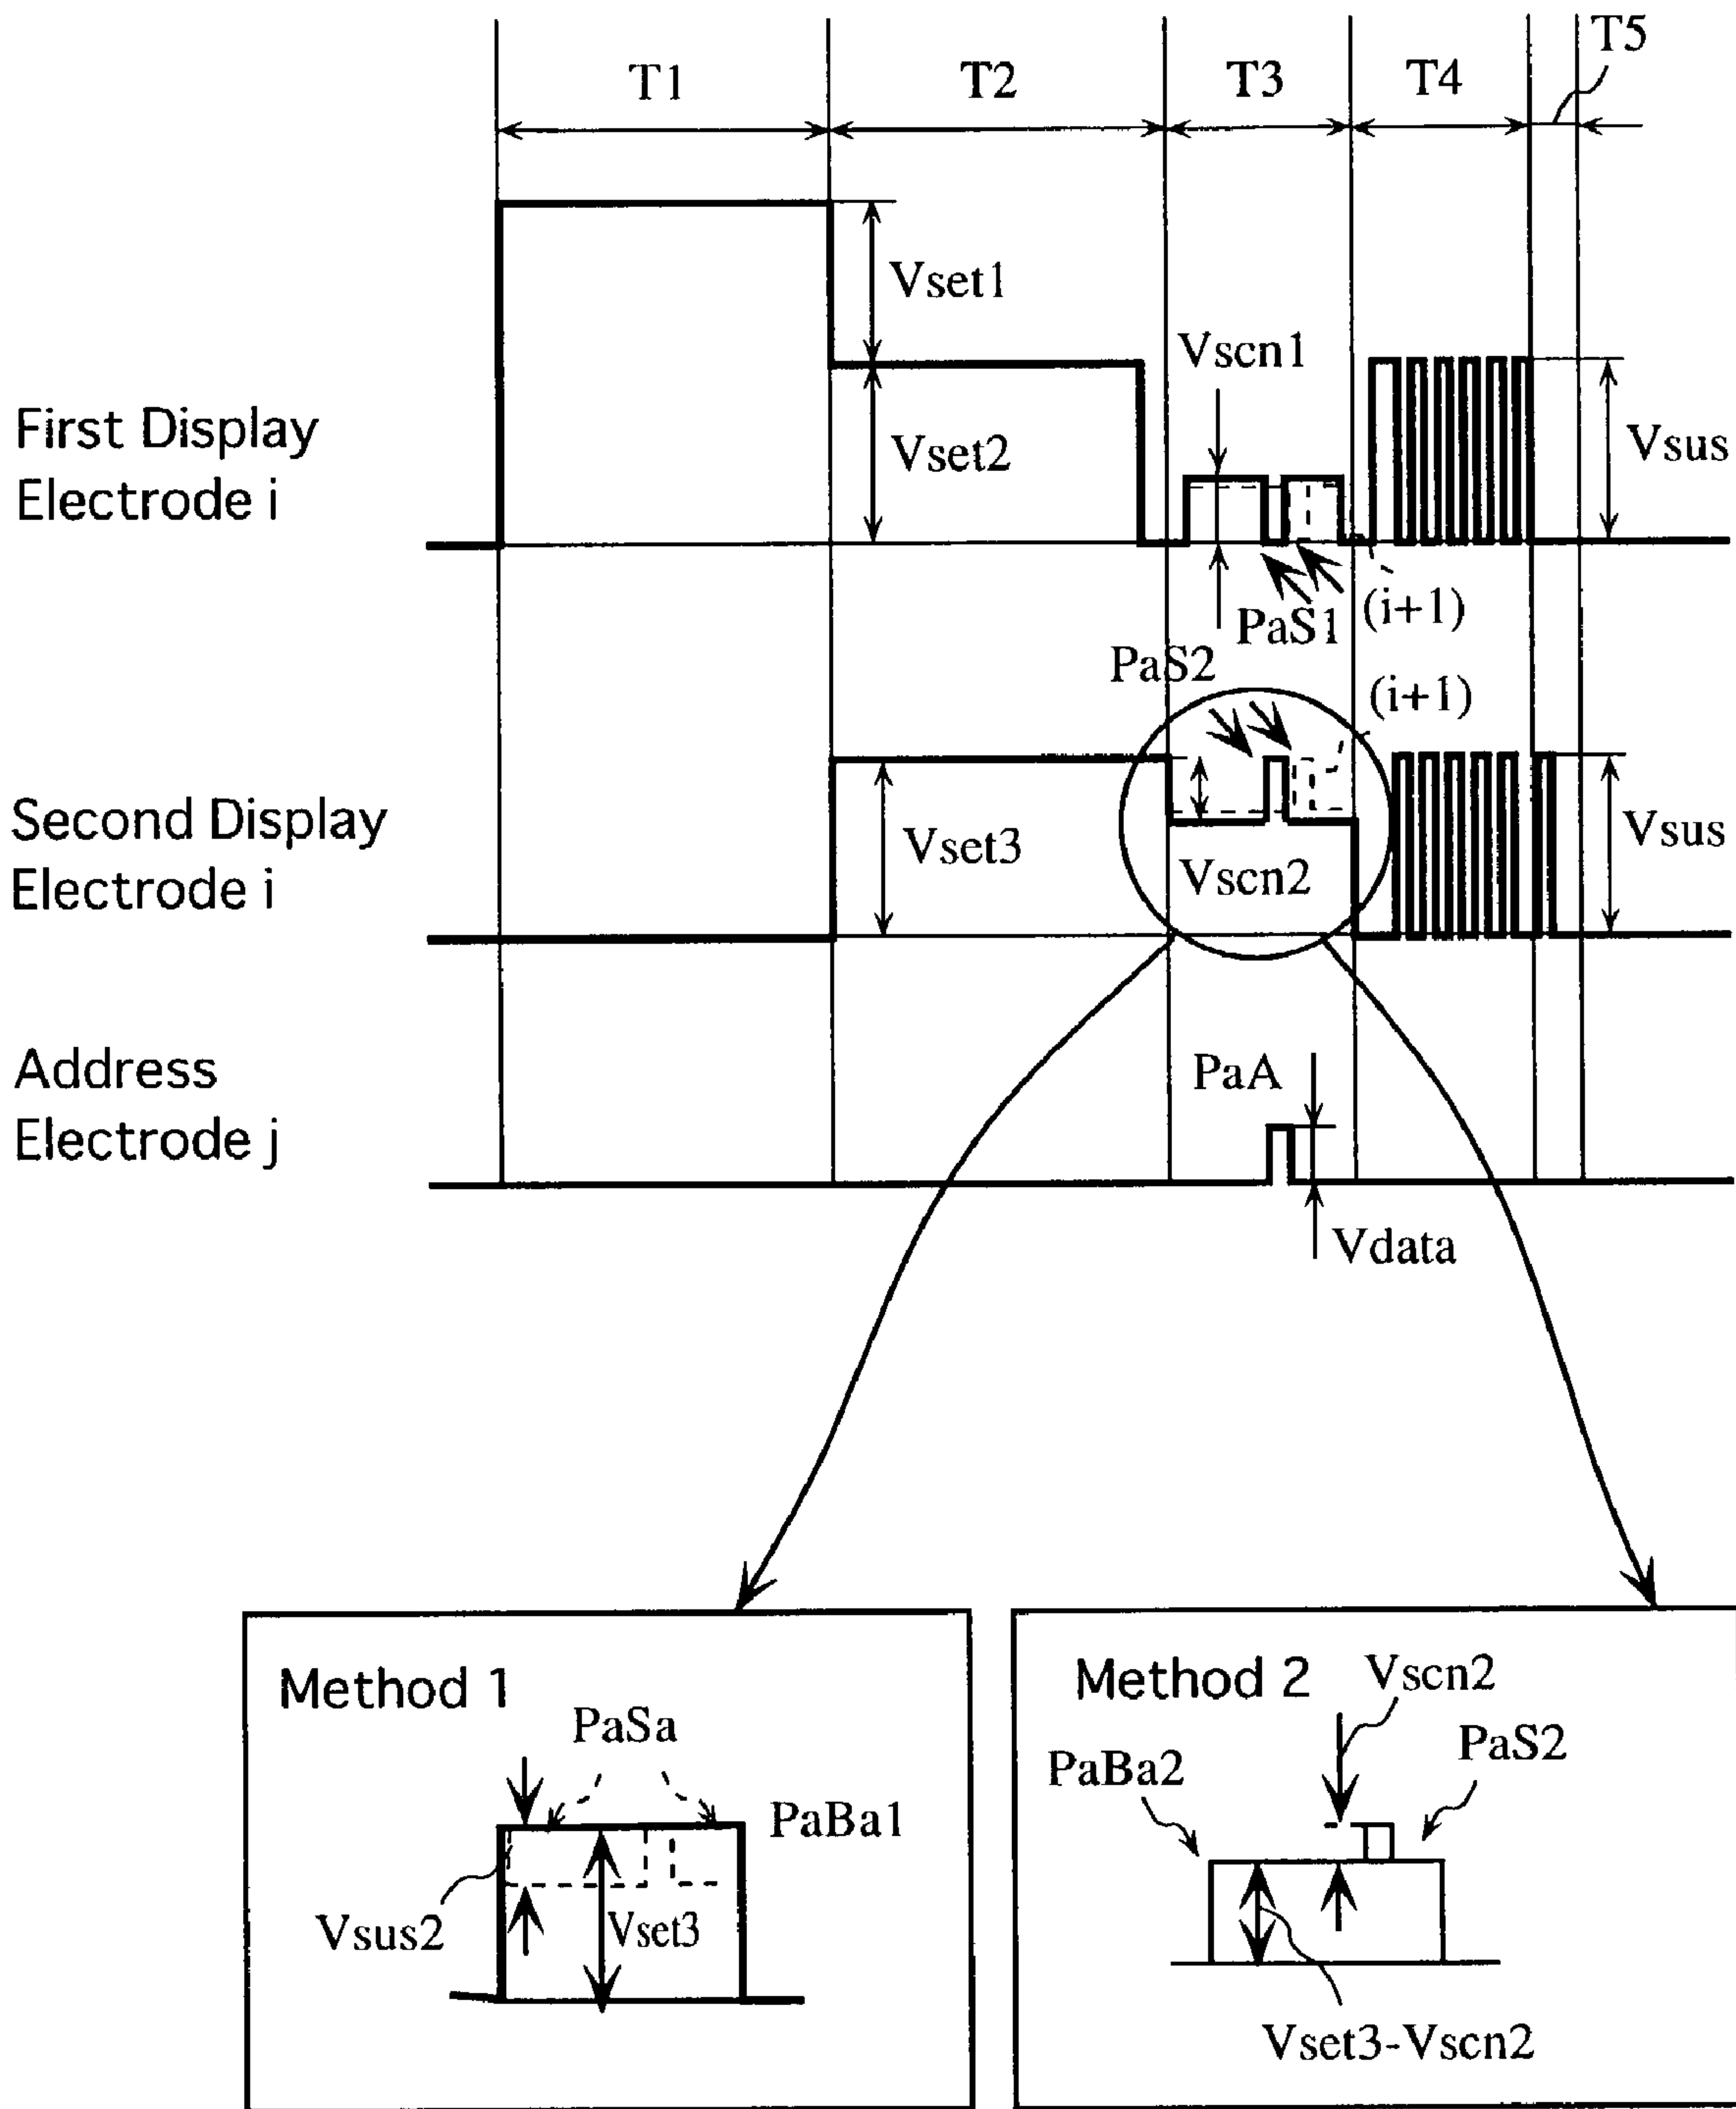 T1
T2
T3
T4
T5
Vset1
Vscn1
First Display
Electrode i
Vset2
Vsus
PaS1
(i+1)
PaS2
(i+1)
Second Display
Electrode i
Vset3
Vscn2
Vsus
Address
Electrode j
PaA
Vdata
Method 1
PaSa
PaBa1
Vsus2
Vset3
Method 2
Vscn2
PaS2
PaBa2
Vset3-Vscn2